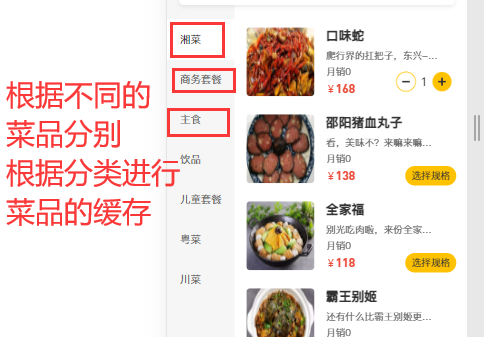 根据不同的
菜品分别
根据分类进行
菜品的缓存
湘菜
商务套餐
主食
饮品
儿童套餐
粤菜
川菜
口味蛇
爬行界的扛把子，东兴–...
月销0
￥168
1
邵阳猪血丸子
看，美味不？来嘛来嘛...
月销0
￥138
选择规格
全家福
别光吃肉啦，来份全家...
月销0
￥118
选择规格
霸王别姬
还有什么比霸王别姬更...
月销0